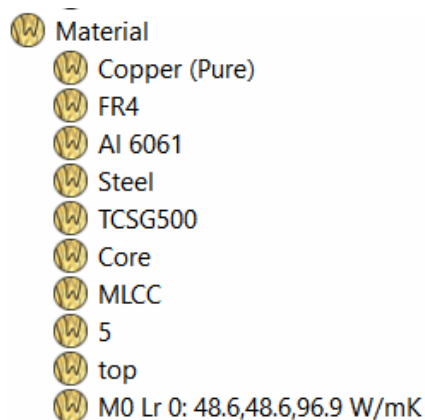 Material
Copper (Pure)
FR4
Al 6061
Steel
TCSG500
Core
MLCC
5
top
M0 Lr 0: 48.6,48.6,96.9 W/mK